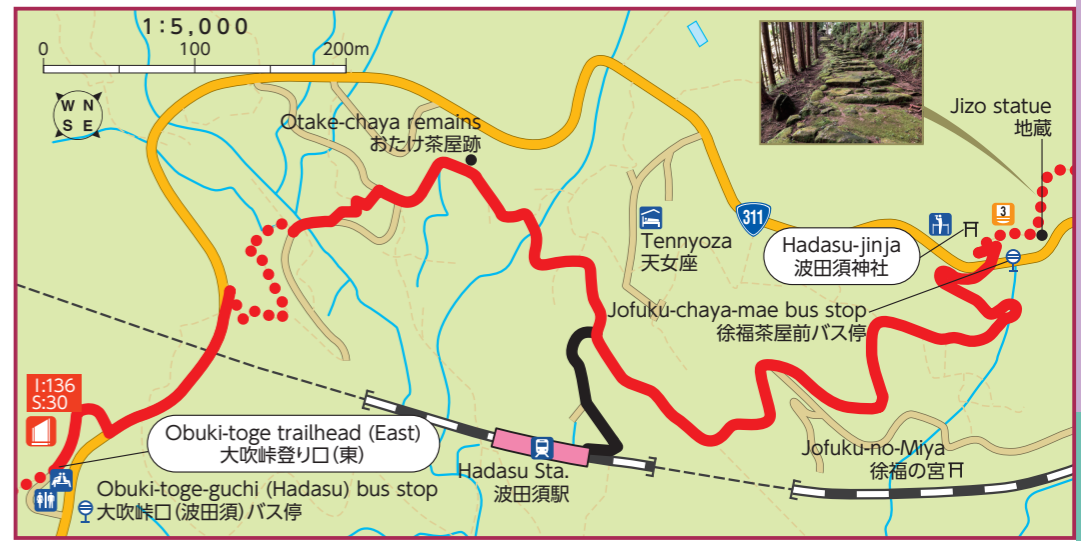 1:5,000
0
100
200m
W N
S E
Otake-chaya remains
おたけ茶屋跡
Jizo statue
地蔵
311
3
Tennyoza
天女座
Hadasu-jinja
波田須神社
Jofuku-chaya-mae bus stop
徐福茶屋前バス停
I:136
S:30
Obuki-toge trailhead (East)
大吹峠登り口(東)
Jofuku-no-Miya
徐福の宮
Hadasu Sta.
波田須駅
Obuki-toge-guchi (Hadasu) bus stop
大吹峠口(波田須)バス停